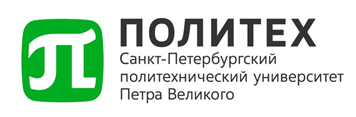 ПОЛИТЕХ
Санкт-Петербургский
политехнический университет
Петра Великого